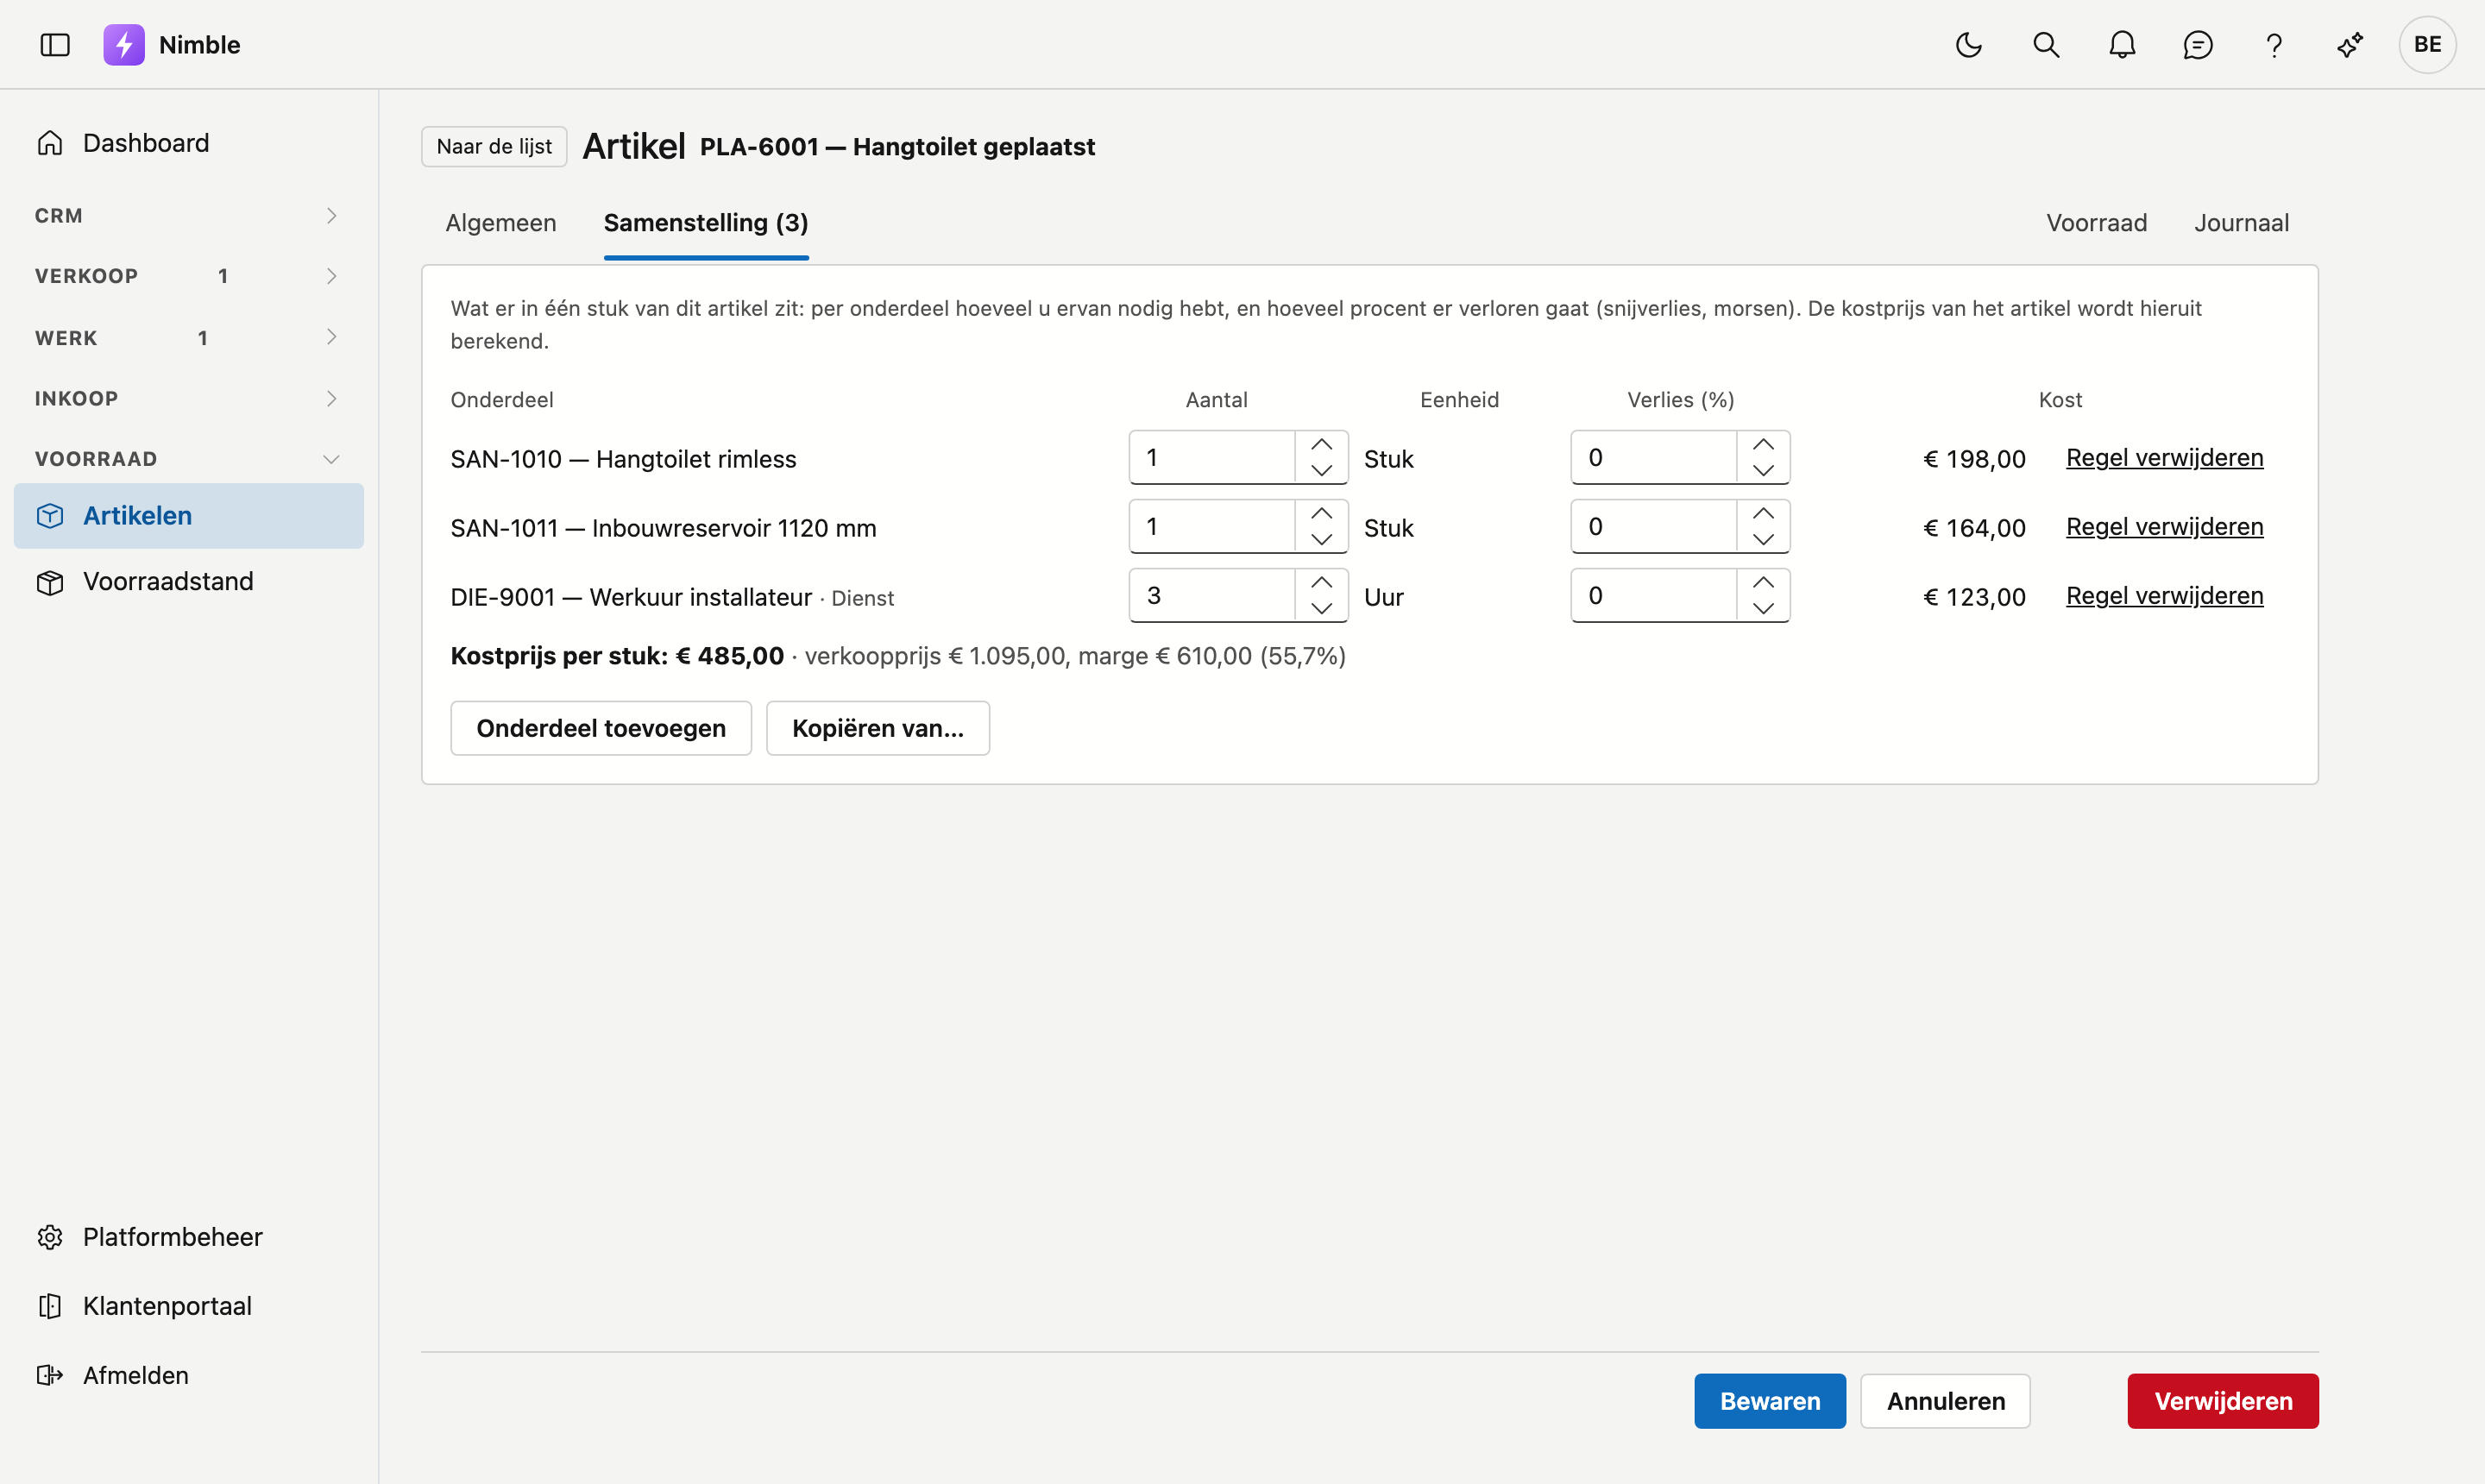 Nimble
BE
Dashboard
CRM
VERKOOP 1
WERK 1
INKOOP
VOORRAAD
Artikelen
Voorraadstand
Platformbeheer
Klantenportaal
Afmelden
Naar de lijst Artikel PLA-6001 — Hangtoilet geplaatst
Algemeen Samenstelling (3) Voorraad Journaal
Wat er in één stuk van dit artikel zit: per onderdeel hoeveel u ervan nodig hebt, en hoeveel procent er verloren gaat (snijverlies, morsen). De kostprijs van het artikel wordt hieruit
berekend.
Onderdeel Aantal Eenheid Verlies (%) Kost
SAN-1010 — Hangtoilet rimless 1 Stuk 0 € 198,00 Regel verwijderen
SAN-1011 — Inbouwreservoir 1120 mm 1 Stuk 0 € 164,00 Regel verwijderen
DIE-9001 — Werkuur installateur · Dienst 3 Uur 0 € 123,00 Regel verwijderen
Kostprijs per stuk: € 485,00 · verkoopprijs € 1.095,00, marge € 610,00 (55,7%)
Onderdeel toevoegen Kopiëren van...
Bewaren Annuleren Verwijderen